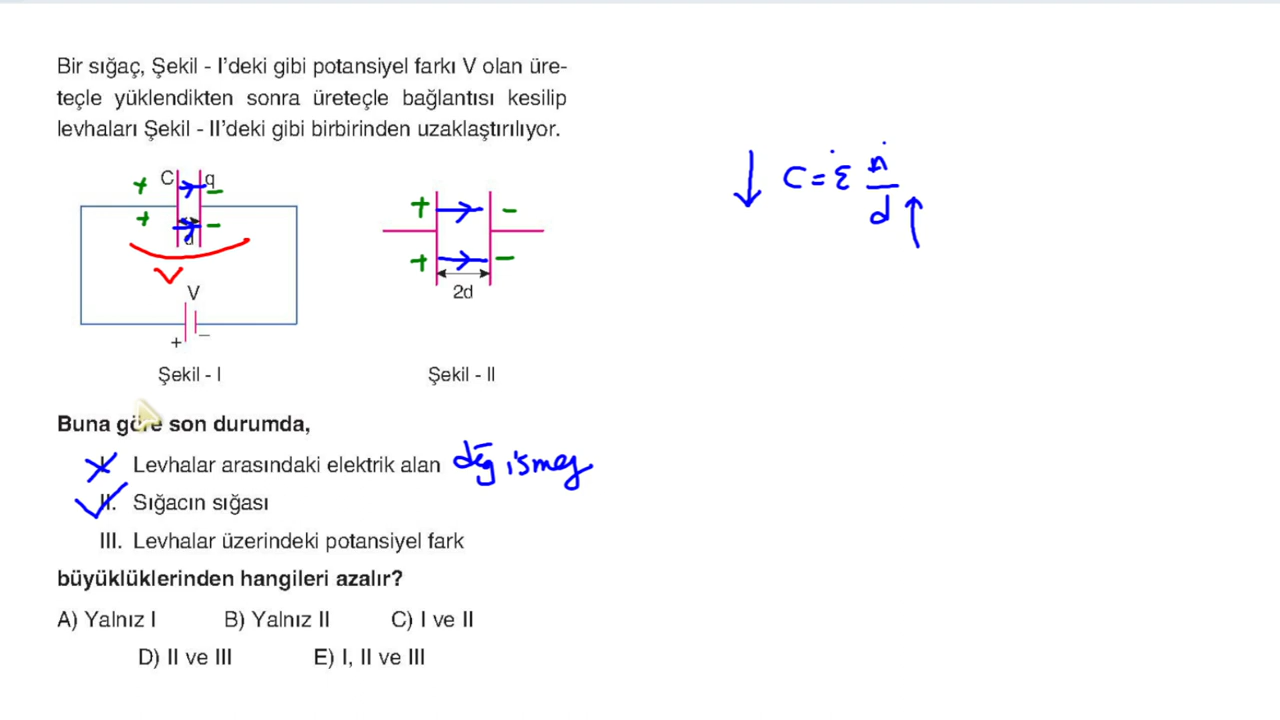 Bir sığaç, Şekil - I'deki gibi potansiyel farkı V olan üre-
teçle yüklendikten sonra üreteçle bağlantısı kesilip
levhaları Şekil - II'deki gibi birbirinden uzaklaştırılıyor.
+ C q -
+ d -
V
V
+ -
Şekil - I
+ -
+ -
2d
Şekil - II
C = ε A/d
Buna göre son durumda,
I. Levhalar arasındaki elektrik alan değişmez
II. Sığacın sığası
III. Levhalar üzerindeki potansiyel fark
büyüklüklerinden hangileri azalır?
A) Yalnız I B) Yalnız II C) I ve II
D) II ve III E) I, II ve III